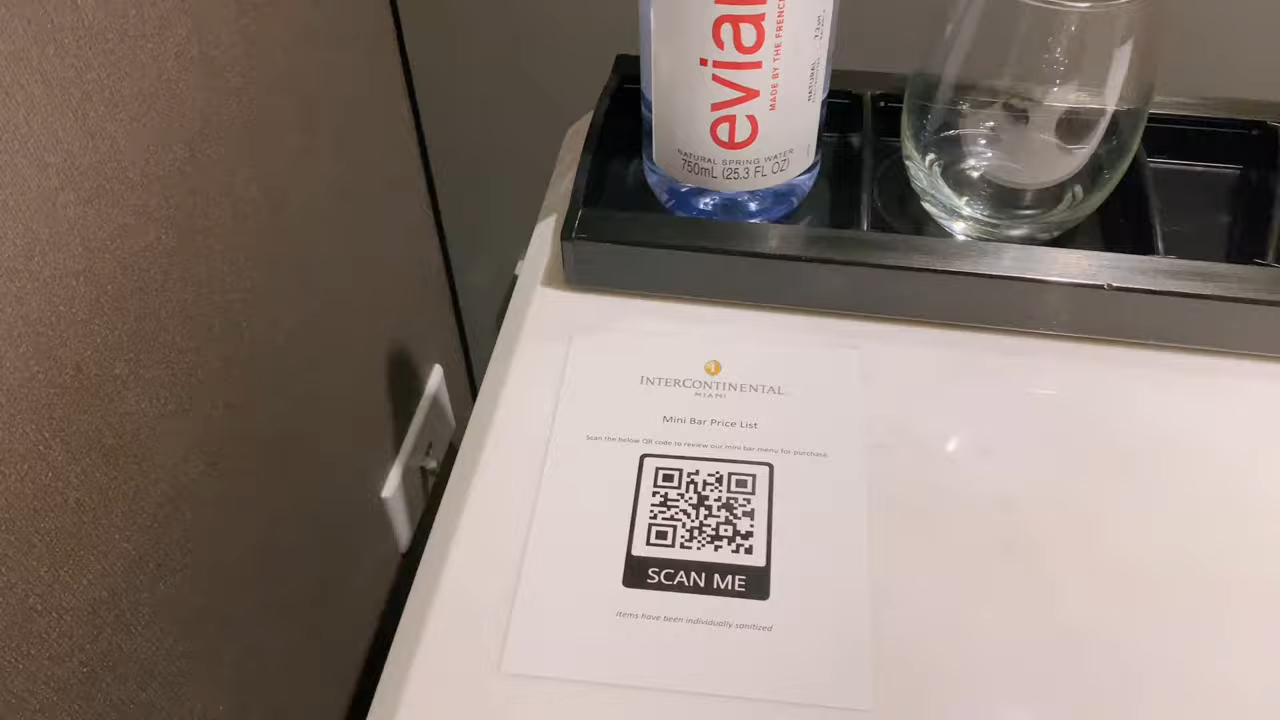 evian
MADE BY THE FRENCH
NATURAL
NATURAL SPRING WATER
750mL (25.3 FL OZ)
INTERCONTINENTAL
MIAMI
Mini Bar Price List
Scan the below QR code to review our mini bar menu for purchase.
SCAN ME
Items have been individually sanitized